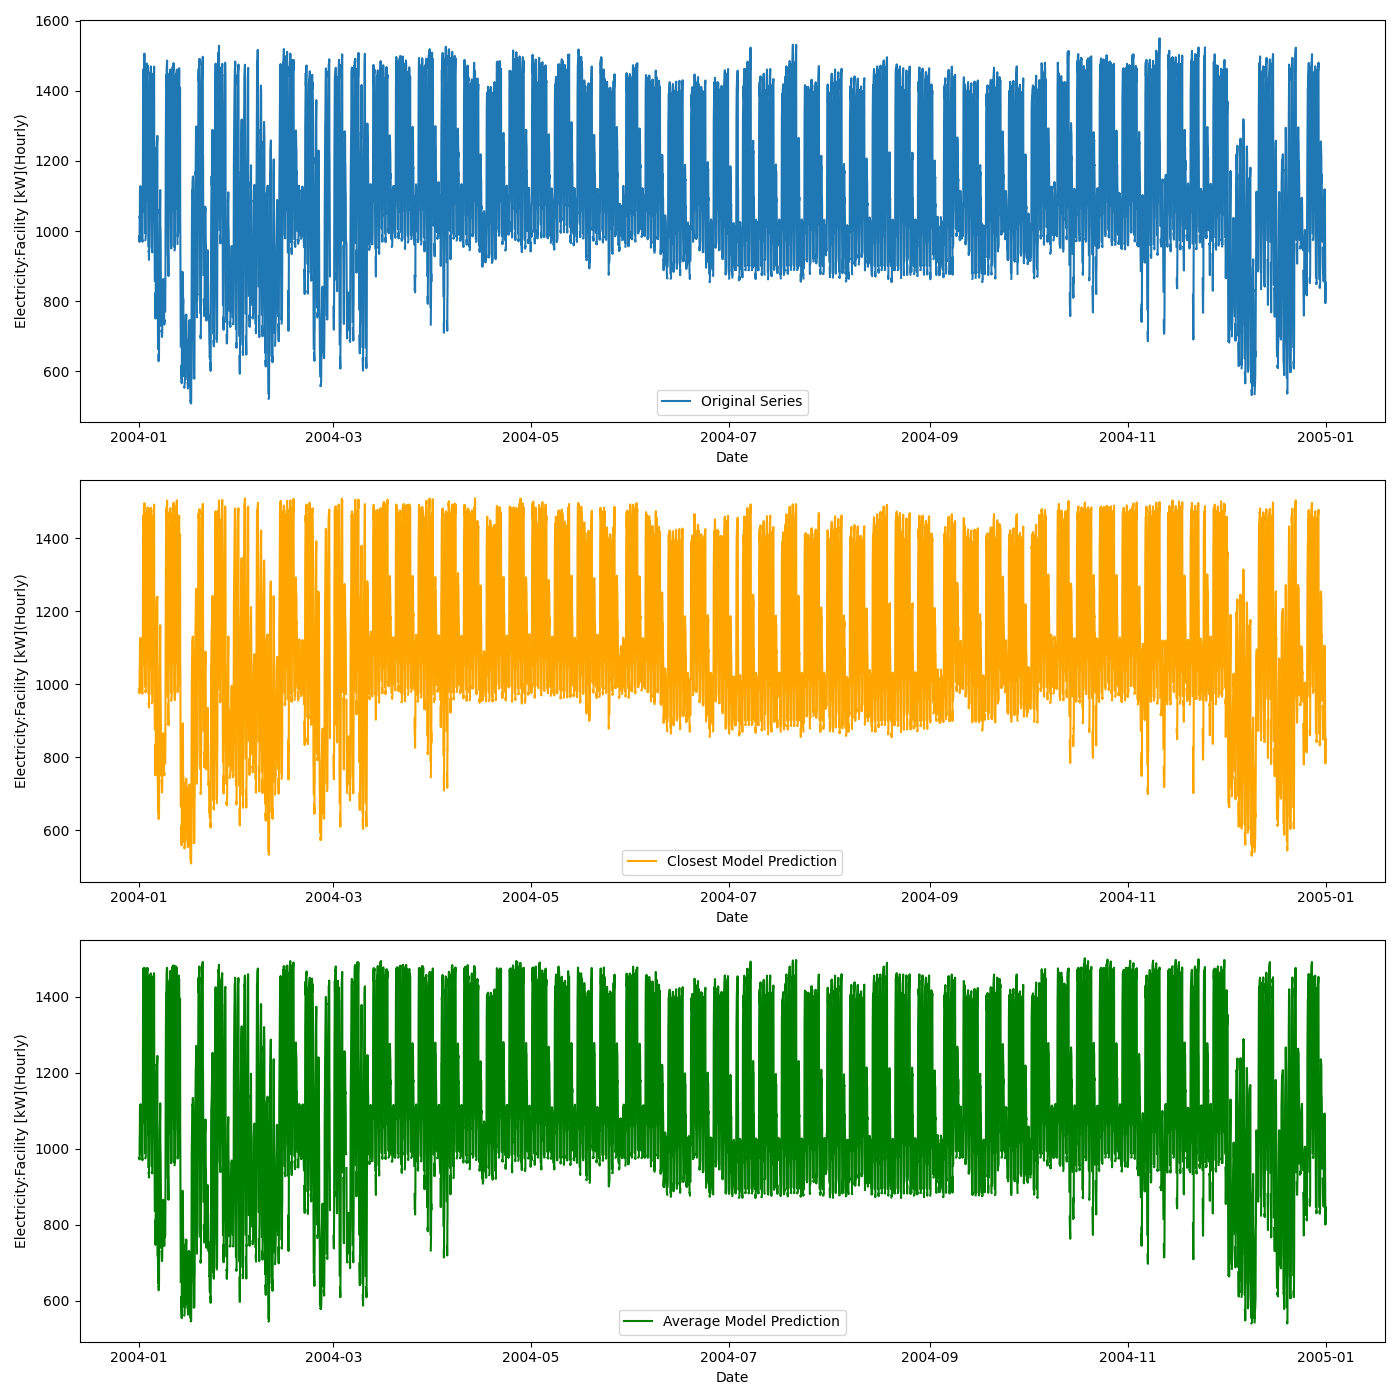 1600
1400
1200
1000
800
600
Electricity:Facility [kW](Hourly)
Original Series
2004-01 2004-03 2004-05 2004-07 2004-09 2004-11 2005-01
Date
1400
1200
1000
800
600
Electricity:Facility [kW](Hourly)
Closest Model Prediction
2004-01 2004-03 2004-05 2004-07 2004-09 2004-11 2005-01
Date
1400
1200
1000
800
600
Electricity:Facility [kW](Hourly)
Average Model Prediction
2004-01 2004-03 2004-05 2004-07 2004-09 2004-11 2005-01
Date